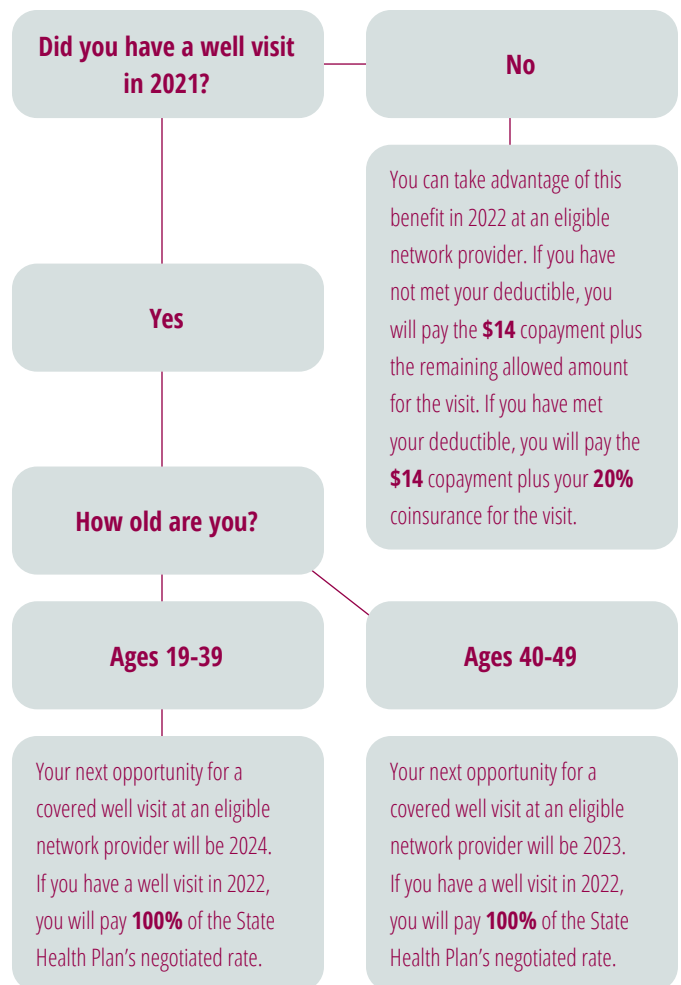 Did you have a well visit
in 2021?
No
You can take advantage of this
benefit in 2022 at an eligible
network provider. If you have
not met your deductible, you
will pay the $14 copayment plus
the remaining allowed amount
for the visit. If you have met
your deductible, you will pay the
$14 copayment plus your 20%
coinsurance for the visit.
Yes
How old are you?
Ages 19-39
Ages 40-49
Your next opportunity for a
covered well visit at an eligible
network provider will be 2024.
If you have a well visit in 2022,
you will pay 100% of the State
Health Plan's negotiated rate.
Your next opportunity for a
covered well visit at an eligible
network provider will be 2023.
If you have a well visit in 2022,
you will pay 100% of the State
Health Plan's negotiated rate.